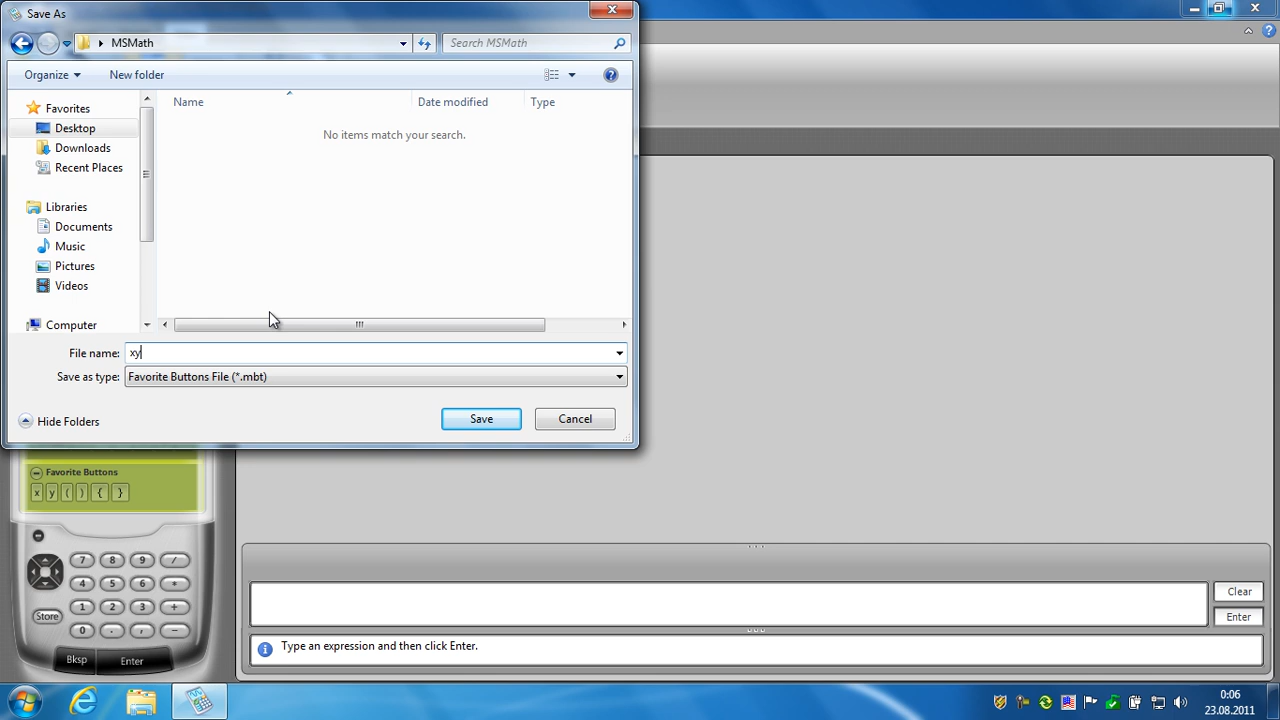 Save As
MSMath
Search MSMath
Organize
New folder
Name
Date modified
Type
No items match your search.
Favorites
Desktop
Downloads
Recent Places
Libraries
Documents
Music
Pictures
Videos
Computer
File name: xy
Save as type: Favorite Buttons File (*.mbt)
Hide Folders
Save
Cancel
Favorite Buttons
x y ( ) { }
7 8 9 /
4 5 6 *
Store
1 2 3 +
0 . , −
Bksp
Enter
Clear
Enter
Type an expression and then click Enter.
0:06
23.08.2011